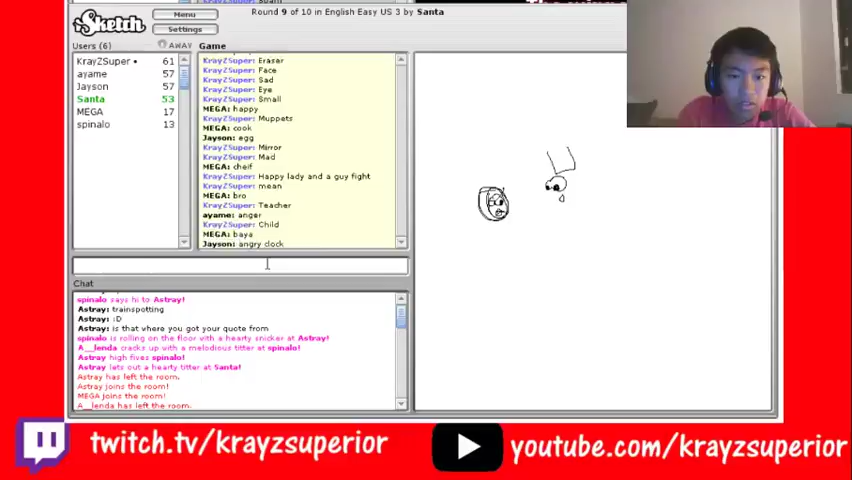 iSketch
Menu
Settings
Round 9 of 10 in English Easy US 3 by Santa
Users (6)
AWAY
Game
KrayZSuper • 61
ayame 57
Jayson 57
Santa 53
MEGA 17
spinalo 13
KrayZSuper: Eraser
KrayZSuper: Face
KrayZSuper: Sad
KrayZSuper: Eye
KrayZSuper: Small
MEGA: happy
KrayZSuper: Muppets
MEGA: cook
Jayson: egg
KrayZSuper: Mirror
KrayZSuper: Mad
MEGA: cheif
KrayZSuper: Happy lady and a guy fight
KrayZSuper: mean
MEGA: bro
KrayZSuper: Teacher
ayame: anger
KrayZSuper: Child
MEGA: baya
Jayson: angry clock
Chat
spinalo says hi to Astray!
Astray: trainspotting
Astray: :D
Astray: is that where you got your quote from
spinalo is rolling on the floor with a hearty snicker at Astray!
A__lenda cracks up with a melodious titter at spinalo!
Astray high fives spinalo!
Astray lets out a hearty titter at Santa!
Astray has left the room.
Astray joins the room!
MEGA joins the room!
A__lenda has left the room.
twitch.tv/krayzsuperior
youtube.com/krayzsuperior